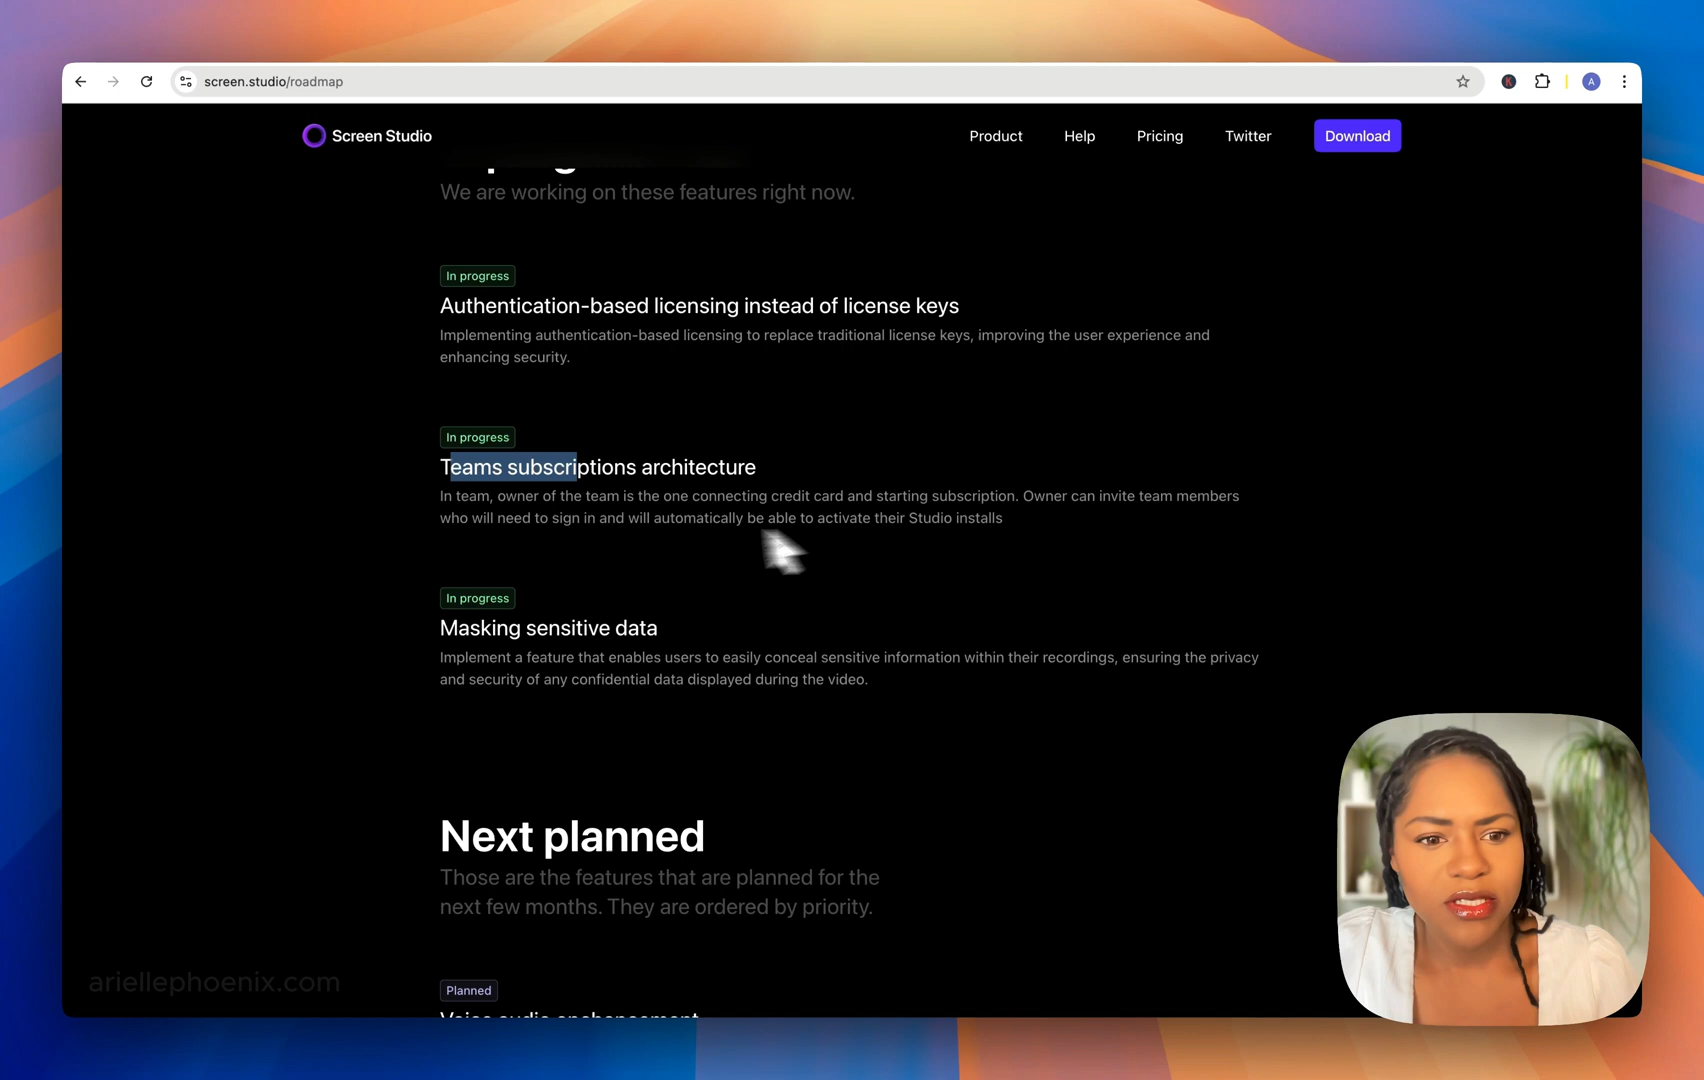 screen.studio/roadmap
A
Screen Studio
Product
Help
Pricing
Twitter
Download
We are working on these features right now.
In progress
Authentication-based licensing instead of license keys
Implementing authentication-based licensing to replace traditional license keys, improving the user experience and
enhancing security.
In progress
Teams subscriptions architecture
In team, owner of the team is the one connecting credit card and starting subscription. Owner can invite team members
who will need to sign in and will automatically be able to activate their Studio installs
In progress
Masking sensitive data
Implement a feature that enables users to easily conceal sensitive information within their recordings, ensuring the privacy
and security of any confidential data displayed during the video.
Next planned
Those are the features that are planned for the
next few months. They are ordered by priority.
ariellephoenix.com
Planned